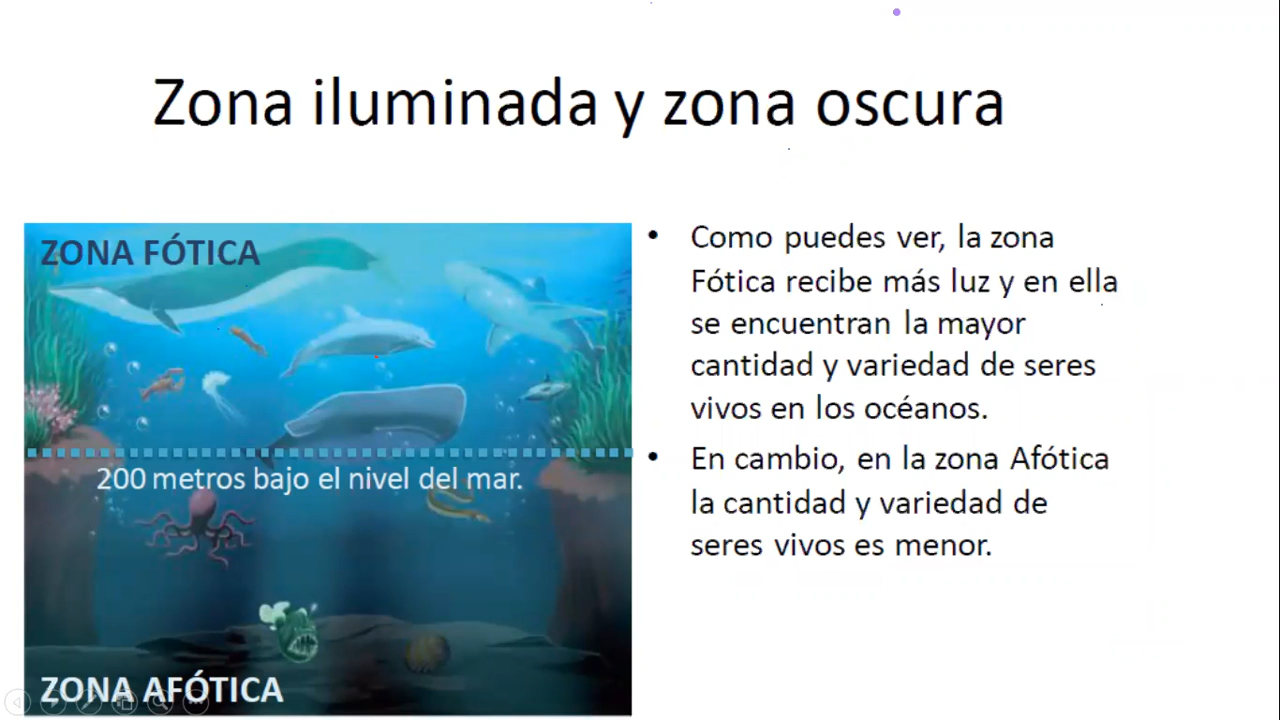 Zona iluminada y zona oscura
ZONA FÓTICA
200 metros bajo el nivel del mar.
ZONA AFÓTICA
• Como puedes ver, la zona
Fótica recibe más luz y en ella
se encuentran la mayor
cantidad y variedad de seres
vivos en los océanos.
• En cambio, en la zona Afótica
la cantidad y variedad de
seres vivos es menor.